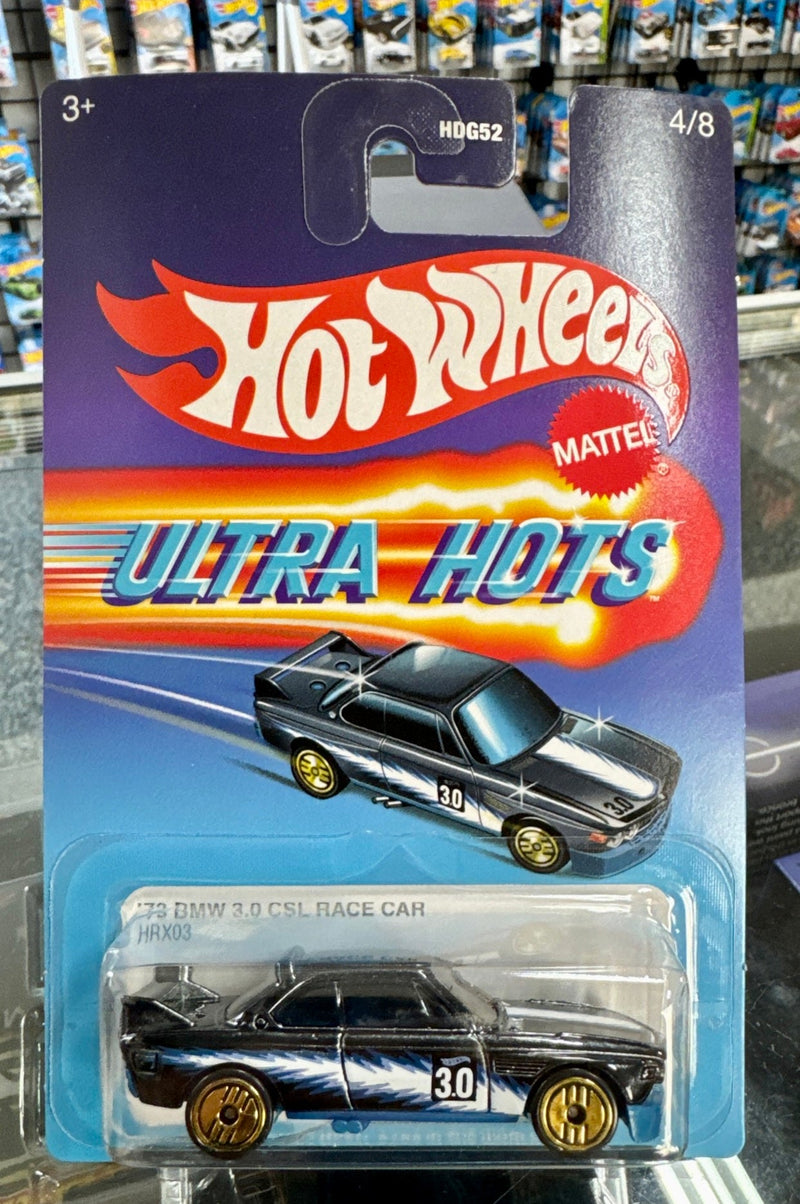 3+
HDG52
4/8
Hot Wheels®
MATTEL®
ULTRA HOTS™
3.0
3.0
'73 BMW 3.0 CSL RACE CAR
HRX03
3.0